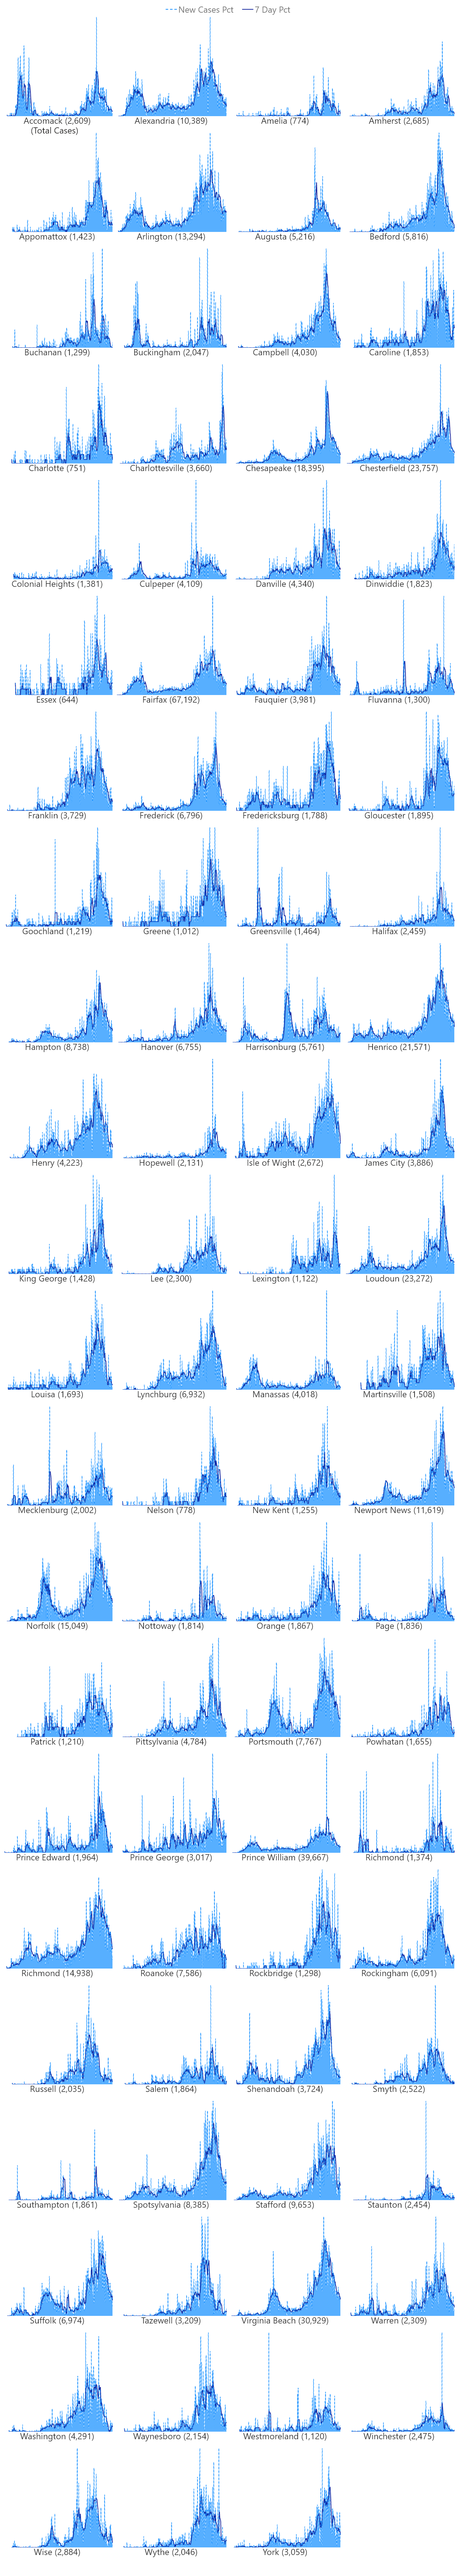 New Cases Pct 7 Day Pct
Accomack (2,609) Alexandria (10,389) Amelia (774) Amherst (2,685)
(Total Cases)
Appomattox (1,423) Arlington (13,294) Augusta (5,216) Bedford (5,816)
Buchanan (1,299) Buckingham (2,047) Campbell (4,030) Caroline (1,853)
Charlotte (751) Charlottesville (3,660) Chesapeake (18,395) Chesterfield (23,757)
Colonial Heights (1,381) Culpeper (4,109) Danville (4,340) Dinwiddie (1,823)
Essex (644) Fairfax (67,192) Fauquier (3,981) Fluvanna (1,300)
Franklin (3,729) Frederick (6,796) Fredericksburg (1,788) Gloucester (1,895)
Goochland (1,219) Greene (1,012) Greensville (1,464) Halifax (2,459)
Hampton (8,738) Hanover (6,755) Harrisonburg (5,761) Henrico (21,571)
Henry (4,223) Hopewell (2,131) Isle of Wight (2,672) James City (3,886)
King George (1,428) Lee (2,300) Lexington (1,122) Loudoun (23,272)
Louisa (1,693) Lynchburg (6,932) Manassas (4,018) Martinsville (1,508)
Mecklenburg (2,002) Nelson (778) New Kent (1,255) Newport News (11,619)
Norfolk (15,049) Nottoway (1,814) Orange (1,867) Page (1,836)
Patrick (1,210) Pittsylvania (4,784) Portsmouth (7,767) Powhatan (1,655)
Prince Edward (1,964) Prince George (3,017) Prince William (39,667) Richmond (1,374)
Richmond (14,938) Roanoke (7,586) Rockbridge (1,298) Rockingham (6,091)
Russell (2,035) Salem (1,864) Shenandoah (3,724) Smyth (2,522)
Southampton (1,861) Spotsylvania (8,385) Stafford (9,653) Staunton (2,454)
Suffolk (6,974) Tazewell (3,209) Virginia Beach (30,929) Warren (2,309)
Washington (4,291) Waynesboro (2,154) Westmoreland (1,120) Winchester (2,475)
Wise (2,884) Wythe (2,046) York (3,059)